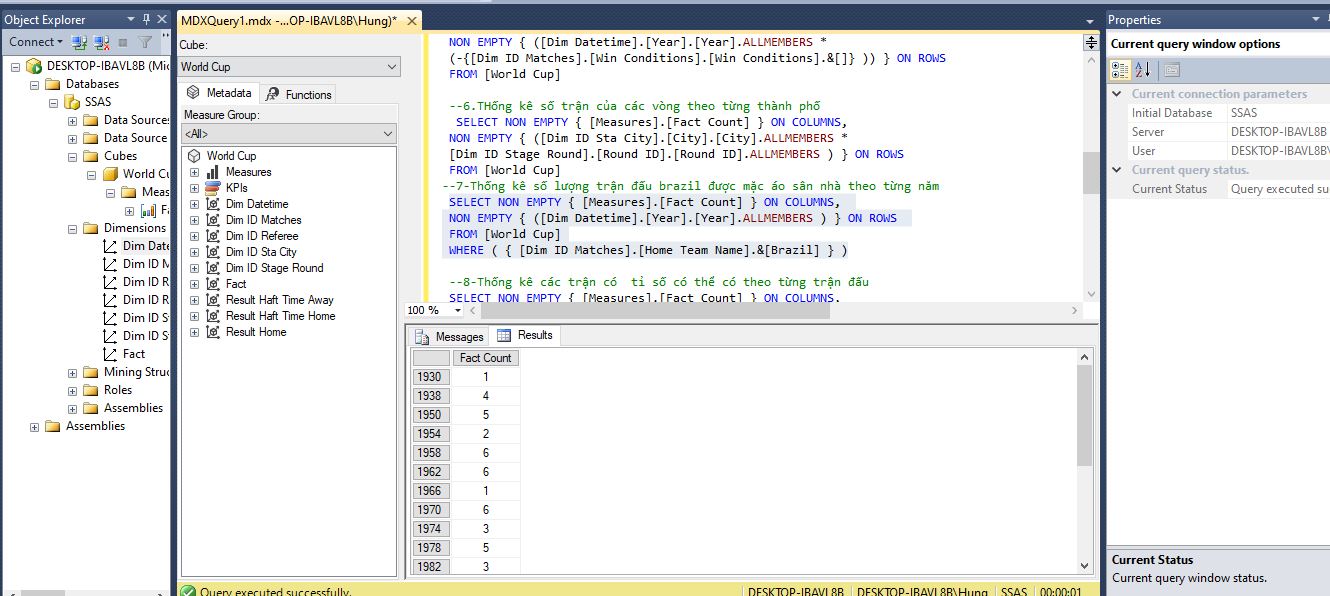 Object Explorer
Connect
DESKTOP-IBAVL8B (Mic
Databases
SSAS
Data Source
Data Source
Cubes
World Cu
Meas
Fa
Dimensions
Dim Date
Dim ID M
Dim ID R
Dim ID R
Dim ID S
Dim ID S
Fact
Mining Struc
Roles
Assemblies
Assemblies
MDXQuery1.mdx -...OP-IBAVL8B\Hung)*
Cube:
World Cup
Metadata
Functions
Measure Group:
<All>
World Cup
Measures
KPIs
Dim Datetime
Dim ID Matches
Dim ID Referee
Dim ID Sta City
Dim ID Stage Round
Fact
Result Haft Time Away
Result Haft Time Home
Result Home
NON EMPTY { ([Dim Datetime].[Year].[Year].ALLMEMBERS *
(-{[Dim ID Matches].[Win Conditions].[Win Conditions].&[]} )) } ON ROWS
FROM [World Cup]
--6.THống kê số trận của các vòng theo từng thành phố
SELECT NON EMPTY { [Measures].[Fact Count] } ON COLUMNS,
NON EMPTY { ([Dim ID Sta City].[City].[City].ALLMEMBERS *
[Dim ID Stage Round].[Round ID].[Round ID].ALLMEMBERS ) } ON ROWS
FROM [World Cup]
--7-Thống kê số lượng trận đấu brazil được mặc áo sân nhà theo từng năm
SELECT NON EMPTY { [Measures].[Fact Count] } ON COLUMNS,
NON EMPTY { ([Dim Datetime].[Year].[Year].ALLMEMBERS ) } ON ROWS
FROM [World Cup]
WHERE ( { [Dim ID Matches].[Home Team Name].&[Brazil] } )
--8-Thống kê các trận có  tỉ số có thể có theo từng trận đấu
SELECT NON EMPTY { [Measures].[Fact Count] } ON COLUMNS,
100 %
Messages
Results
Fact Count
1930 1
1938 4
1950 5
1954 2
1958 6
1962 6
1966 1
1970 6
1974 3
1978 5
1982 3
Query executed successfully.
DESKTOP-IBAVL8B
DESKTOP-IBAVL8B\Hung
SSAS
00:00:01
Properties
Current query window options
Current connection parameters
Initial Database SSAS
Server DESKTOP-IBAVL8B
User DESKTOP-IBAVL8B\
Current query status.
Current Status Query executed su
Current Status
Current query window status.